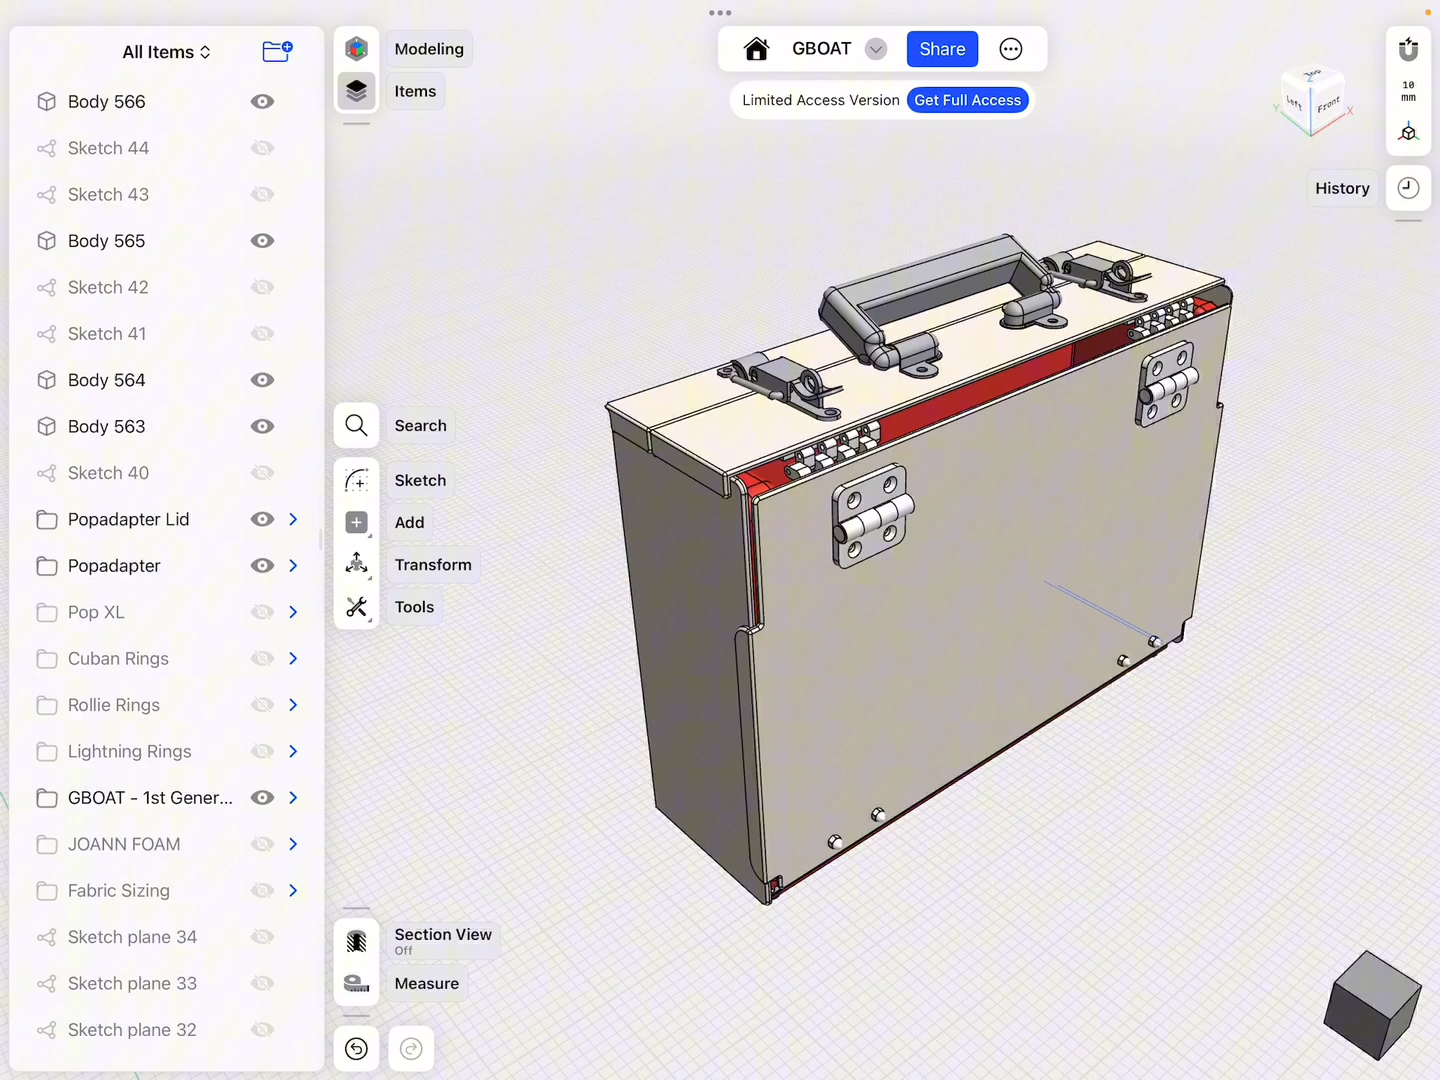 All Items
Body 566
Sketch 44
Sketch 43
Body 565
Sketch 42
Sketch 41
Body 564
Body 563
Sketch 40
Popadapter Lid
Popadapter
Pop XL
Cuban Rings
Rollie Rings
Lightning Rings
GBOAT - 1st Gener...
JOANN FOAM
Fabric Sizing
Sketch plane 34
Sketch plane 33
Sketch plane 32
Modeling
Items
Search
Sketch
Add
Transform
Tools
Section View
Off
Measure
GBOAT
Share
Limited Access Version
Get Full Access
Top
Left
Front
Z
Y
X
10
mm
History